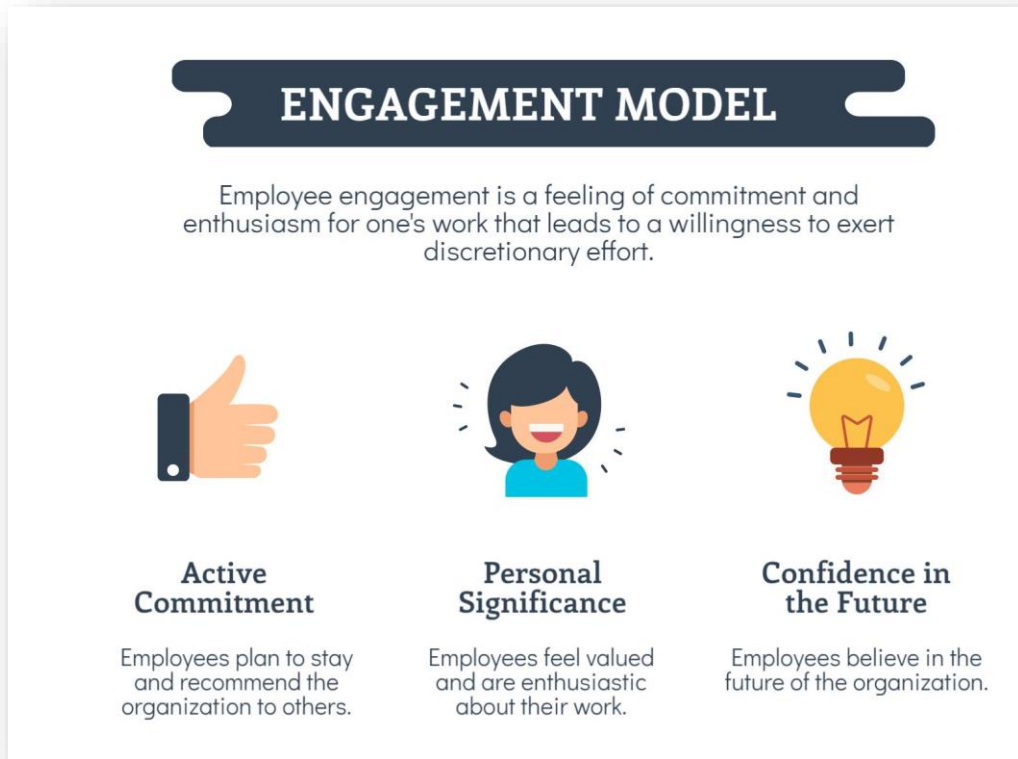 ENGAGEMENT MODEL
Employee engagement is a feeling of commitment and
enthusiasm for one's work that leads to a willingness to exert
discretionary effort.
Active
Commitment
Employees plan to stay
and recommend the
organization to others.
Personal
Significance
Employees feel valued
and are enthusiastic
about their work.
Confidence in
the Future
Employees believe in the
future of the organization.